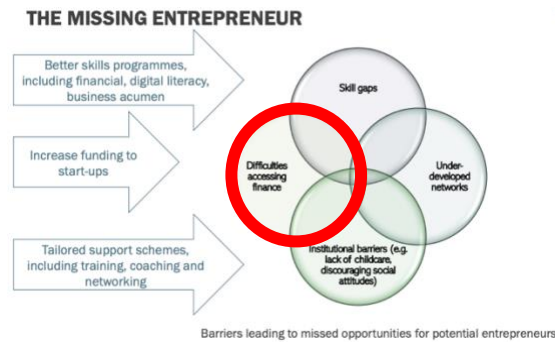 THE MISSING ENTREPRENEUR
Better skills programmes,
including financial, digital literacy,
business acumen
Increase funding to
start-ups
Tailored support schemes,
including training, coaching and
networking
Skill gaps
Difficulties
accessing
finance
Under-
developed
networks
Institutional barriers (e.g.
lack of childcare,
discouraging social
attitudes)
Barriers leading to missed opportunities for potential entrepreneurs